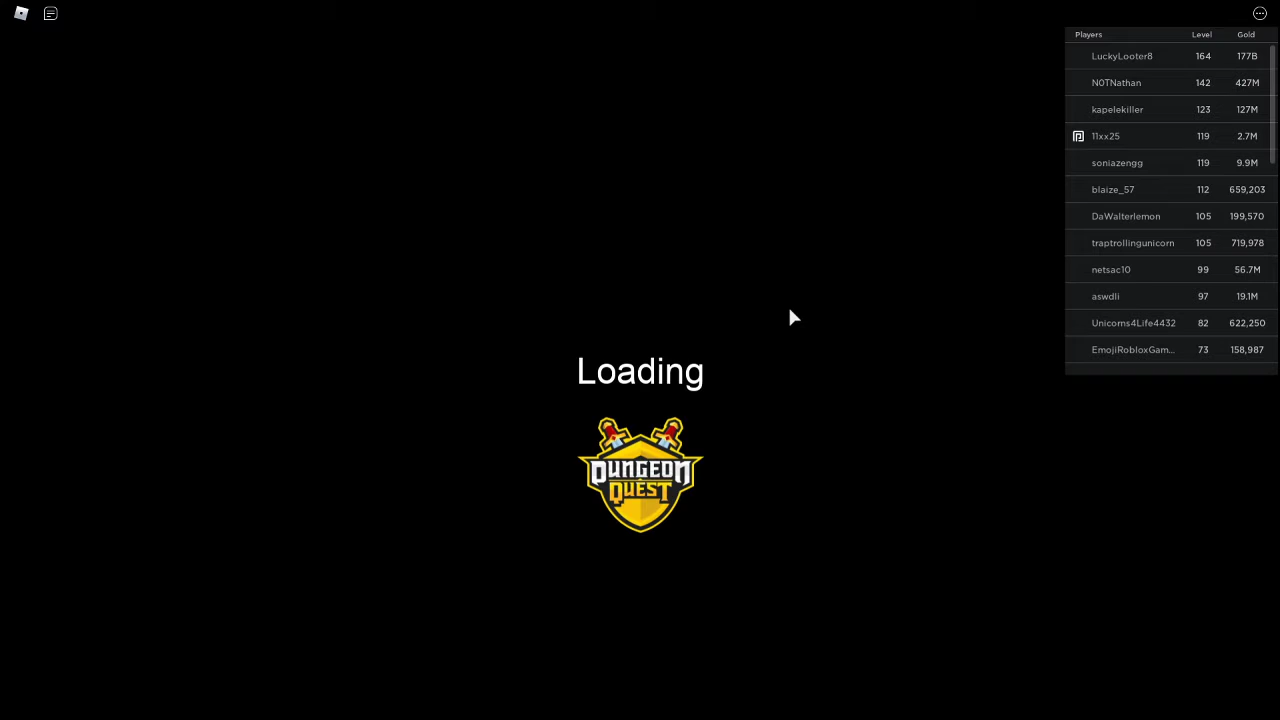 Players Level Gold
LuckyLooter8 164 177B
N0TNathan 142 427M
kapelekiller 123 127M
11xx25 119 2.7M
soniazengg 119 9.9M
blaize_57 112 659,203
DaWalterlemon 105 199,570
traptrollingunicorn 105 719,978
netsac10 99 56.7M
aswdli 97 19.1M
Unicorns4Life4432 82 622,250
EmojiRobloxGam... 73 158,987
Loading
DUNGEON
QUEST